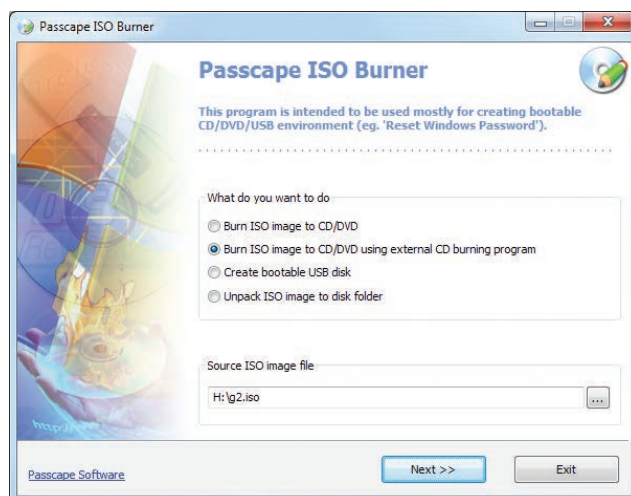 Passcape ISO Burner
Passcape ISO Burner
This program is intended to be used mostly for creating bootable
CD/DVD/USB environment (eg. 'Reset Windows Password').
What do you want to do
Burn ISO image to CD/DVD
Burn ISO image to CD/DVD using external CD burning program
Create bootable USB disk
Unpack ISO image to disk folder
Source ISO image file
H:\g2.iso
...
Passcape Software
Next >>
Exit